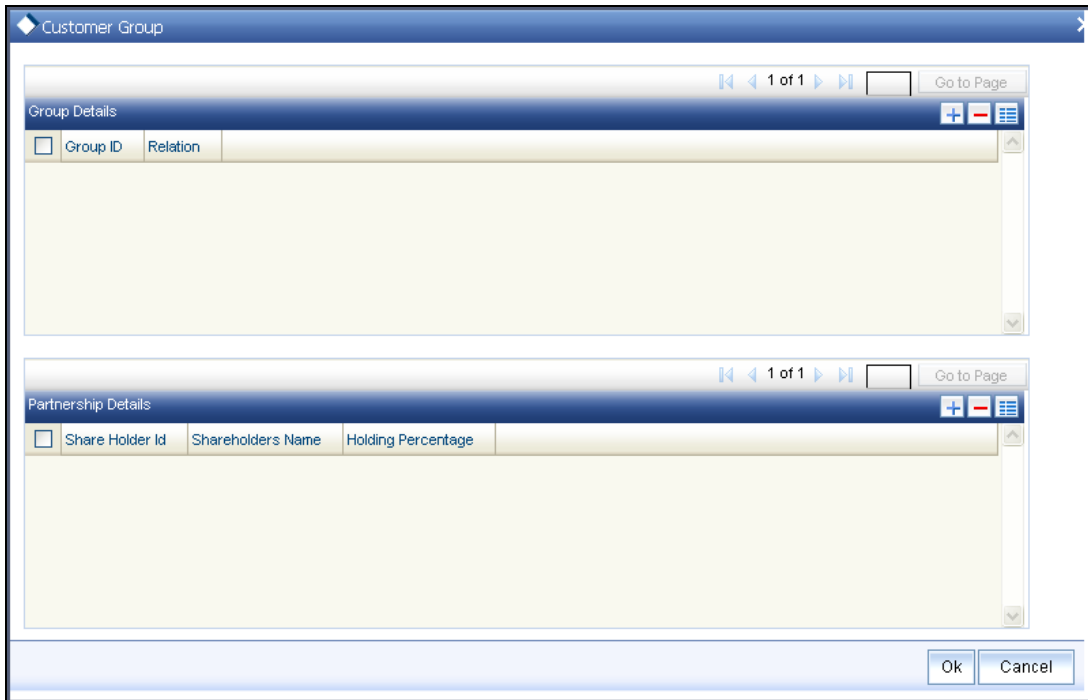 Customer Group
1 of 1 Go to Page
Group Details
Group ID Relation
1 of 1 Go to Page
Partnership Details
Share Holder Id Shareholders Name Holding Percentage
Ok Cancel